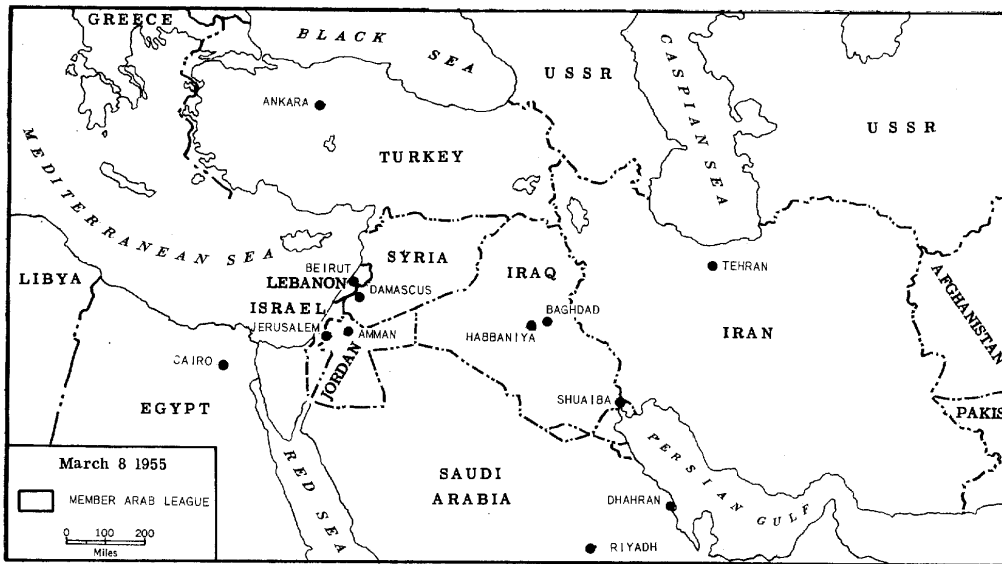 GREECE
BLACK
SEA
USSR
CASPIAN SEA
USSR
ANKARA
TURKEY
MEDITERRANEAN SEA
LIBYA
BEIRUT
LEBANON
SYRIA
DAMASCUS
ISRAEL
JERUSALEM
AMMAN
JORDAN
IRAQ
BAGHDAD
HABBANIYA
TEHRAN
IRAN
AFGHANISTAN
PAKIS
CAIRO
EGYPT
SHUAIBA
PERSIAN GULF
RED SEA
SAUDI
ARABIA
DHAHRAN
RIYADH
March 8 1955
MEMBER ARAB LEAGUE
0 100 200
Miles